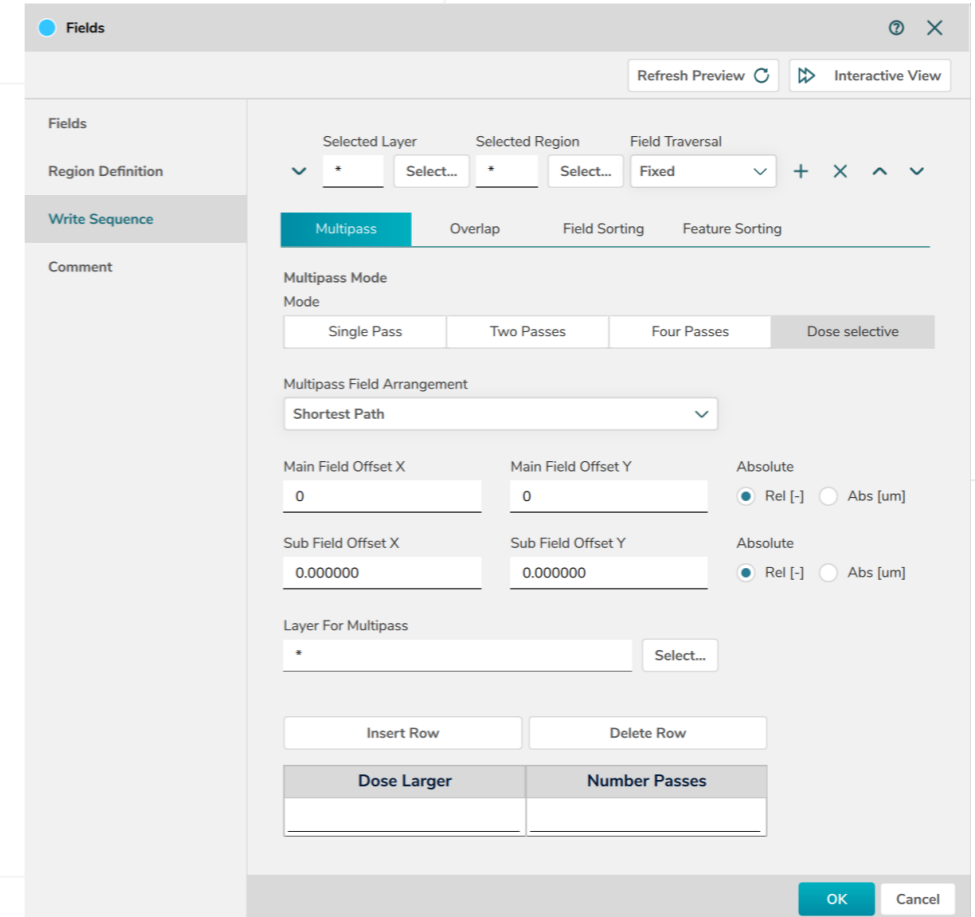 Fields
Refresh Preview Interactive View
Fields
Region Definition
Write Sequence
Comment
Selected Layer Selected Region Field Traversal
* Select... * Select... Fixed
Multipass Overlap Field Sorting Feature Sorting
Multipass Mode
Mode
Single Pass Two Passes Four Passes Dose selective
Multipass Field Arrangement
Shortest Path
Main Field Offset X Main Field Offset Y Absolute
0 0 Rel [-] Abs [um]
Sub Field Offset X Sub Field Offset Y Absolute
0.000000 0.000000 Rel [-] Abs [um]
Layer For Multipass
* Select...
Insert Row Delete Row
Dose Larger Number Passes
OK Cancel